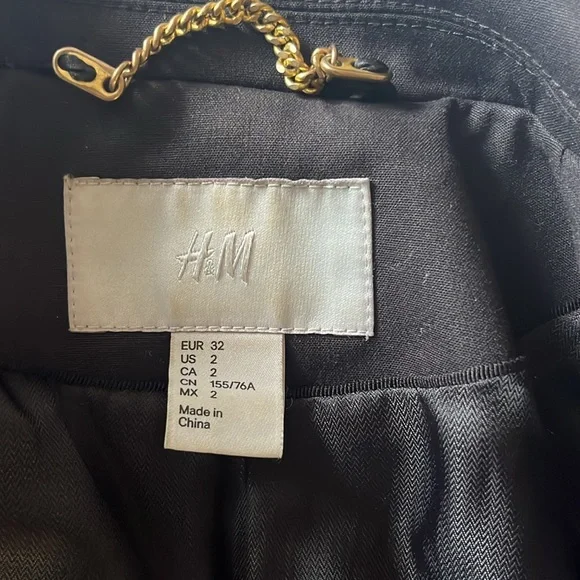 H&M
EUR 32
US 2
CA 2
CN 155/76A
MX 2
Made in
China